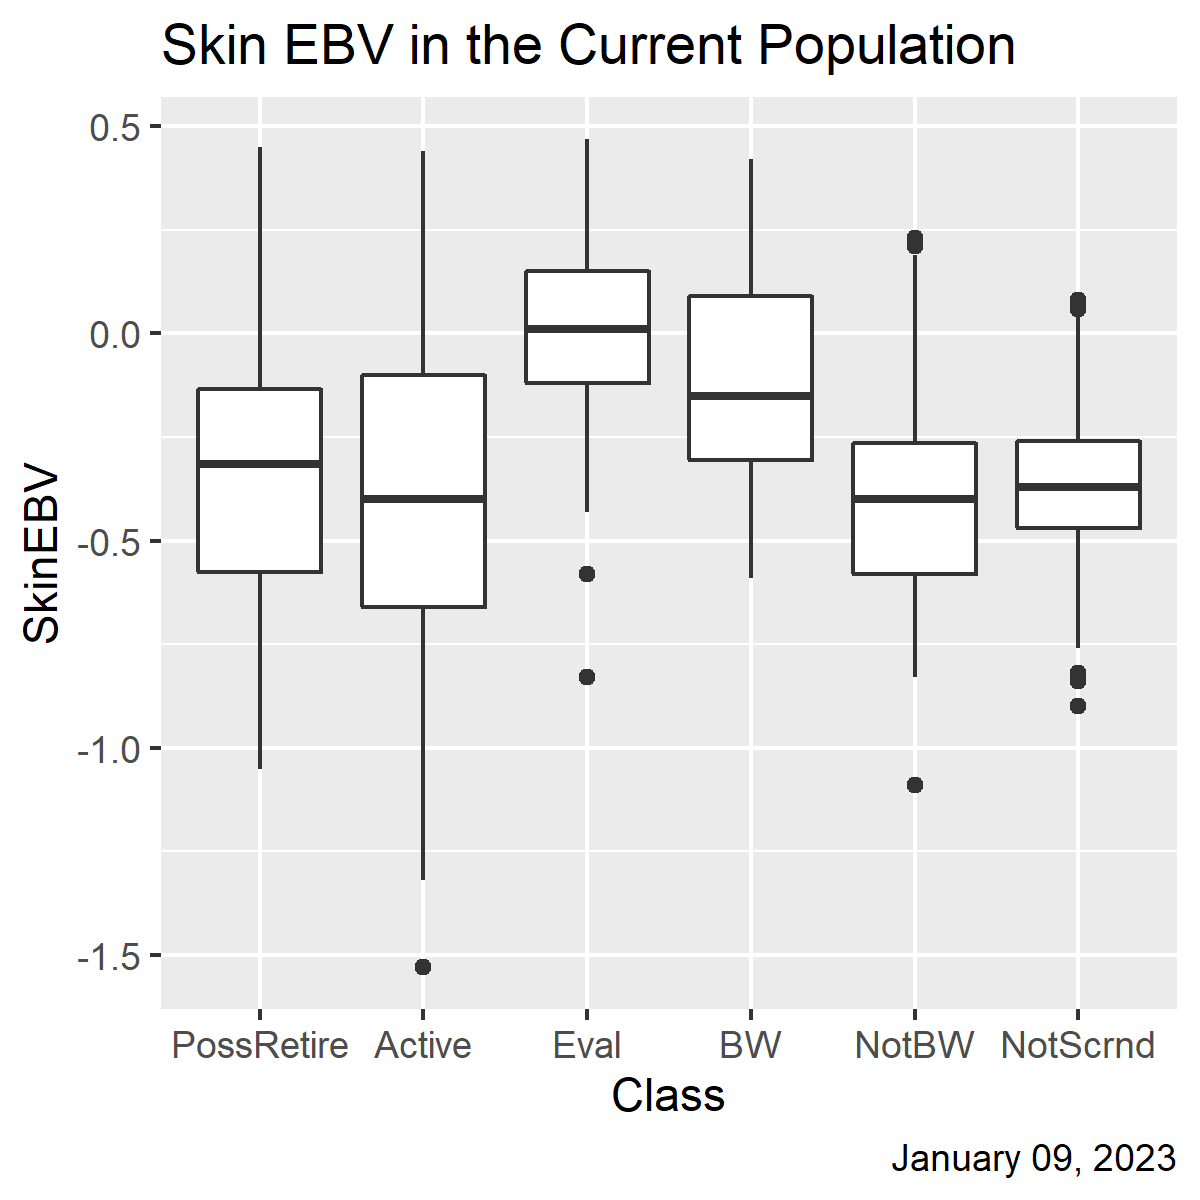 Skin EBV in the Current Population
0.5
0.0
-0.5
-1.0
-1.5
SkinEBV
PossRetire Active Eval BW NotBW NotScrnd
Class
January 09, 2023